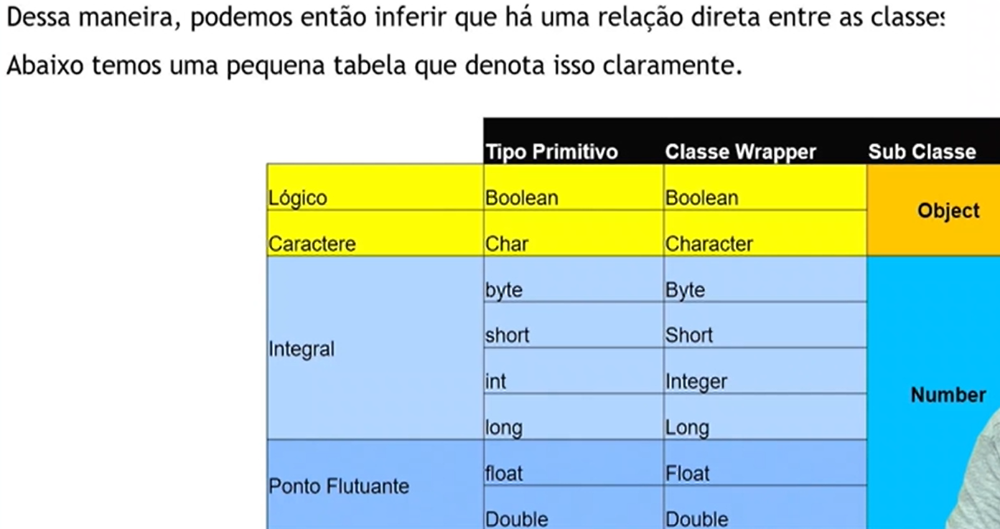 Dessa maneira, podemos então inferir que há uma relação direta entre as classes
Abaixo temos uma pequena tabela que denota isso claramente.
Tipo Primitivo Classe Wrapper Sub Classe
Lógico Boolean Boolean
Object
Caractere Char Character
byte Byte
short Short
Integral
int Integer
Number
long Long
float Float
Ponto Flutuante
Double Double